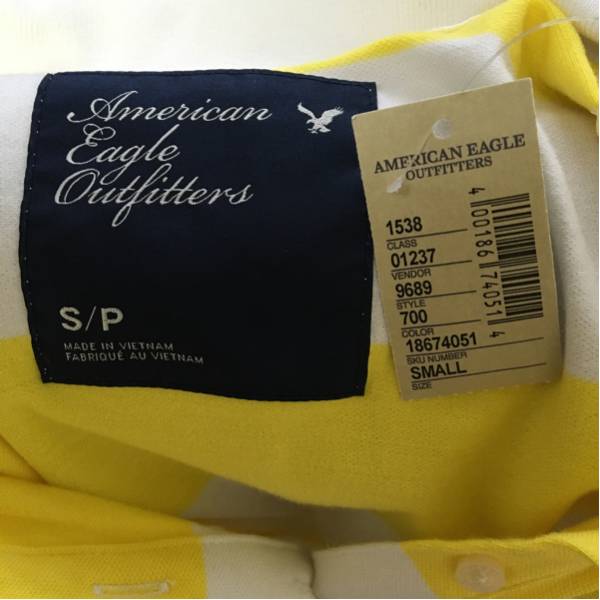 American
Eagle
Outfitters
S/P
MADE IN VIETNAM
FABRIQUÉ AU VIETNAM
AMERICAN EAGLE
OUTFITTERS
1538
CLASS
01237
VENDOR
9689
STYLE
700
COLOR
18674051
SKU NUMBER
SMALL
SIZE
4 00186 74051 4